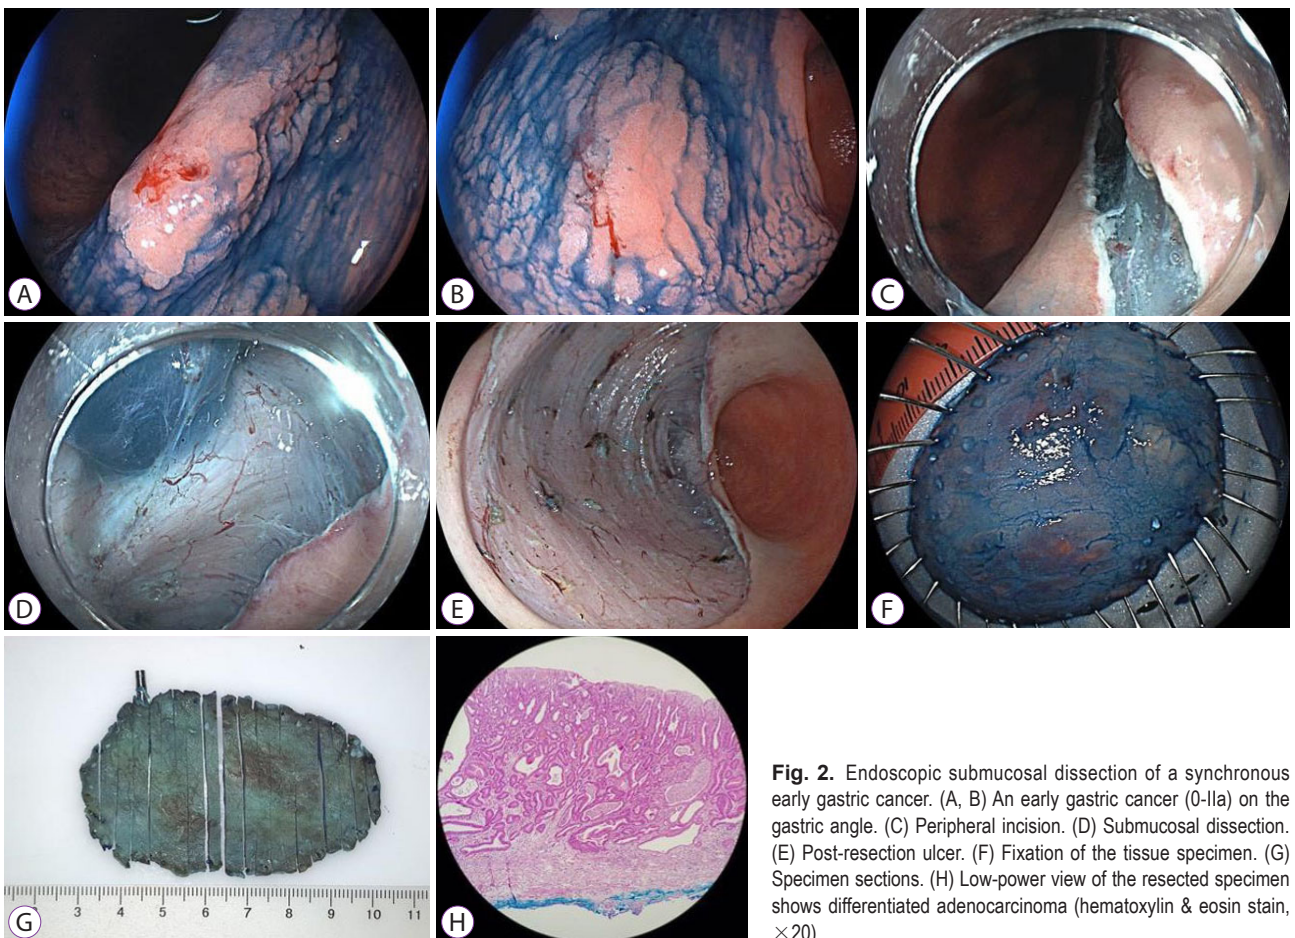 A
B
C
D
E
F
G
2 3 4 5 6 7 8 9 10 11
H
Fig. 2. Endoscopic submucosal dissection of a synchronous
early gastric cancer. (A, B) An early gastric cancer (0-IIa) on the
gastric angle. (C) Peripheral incision. (D) Submucosal dissection.
(E) Post-resection ulcer. (F) Fixation of the tissue specimen. (G)
Specimen sections. (H) Low-power view of the resected specimen
shows differentiated adenocarcinoma (hematoxylin & eosin stain,
×20)